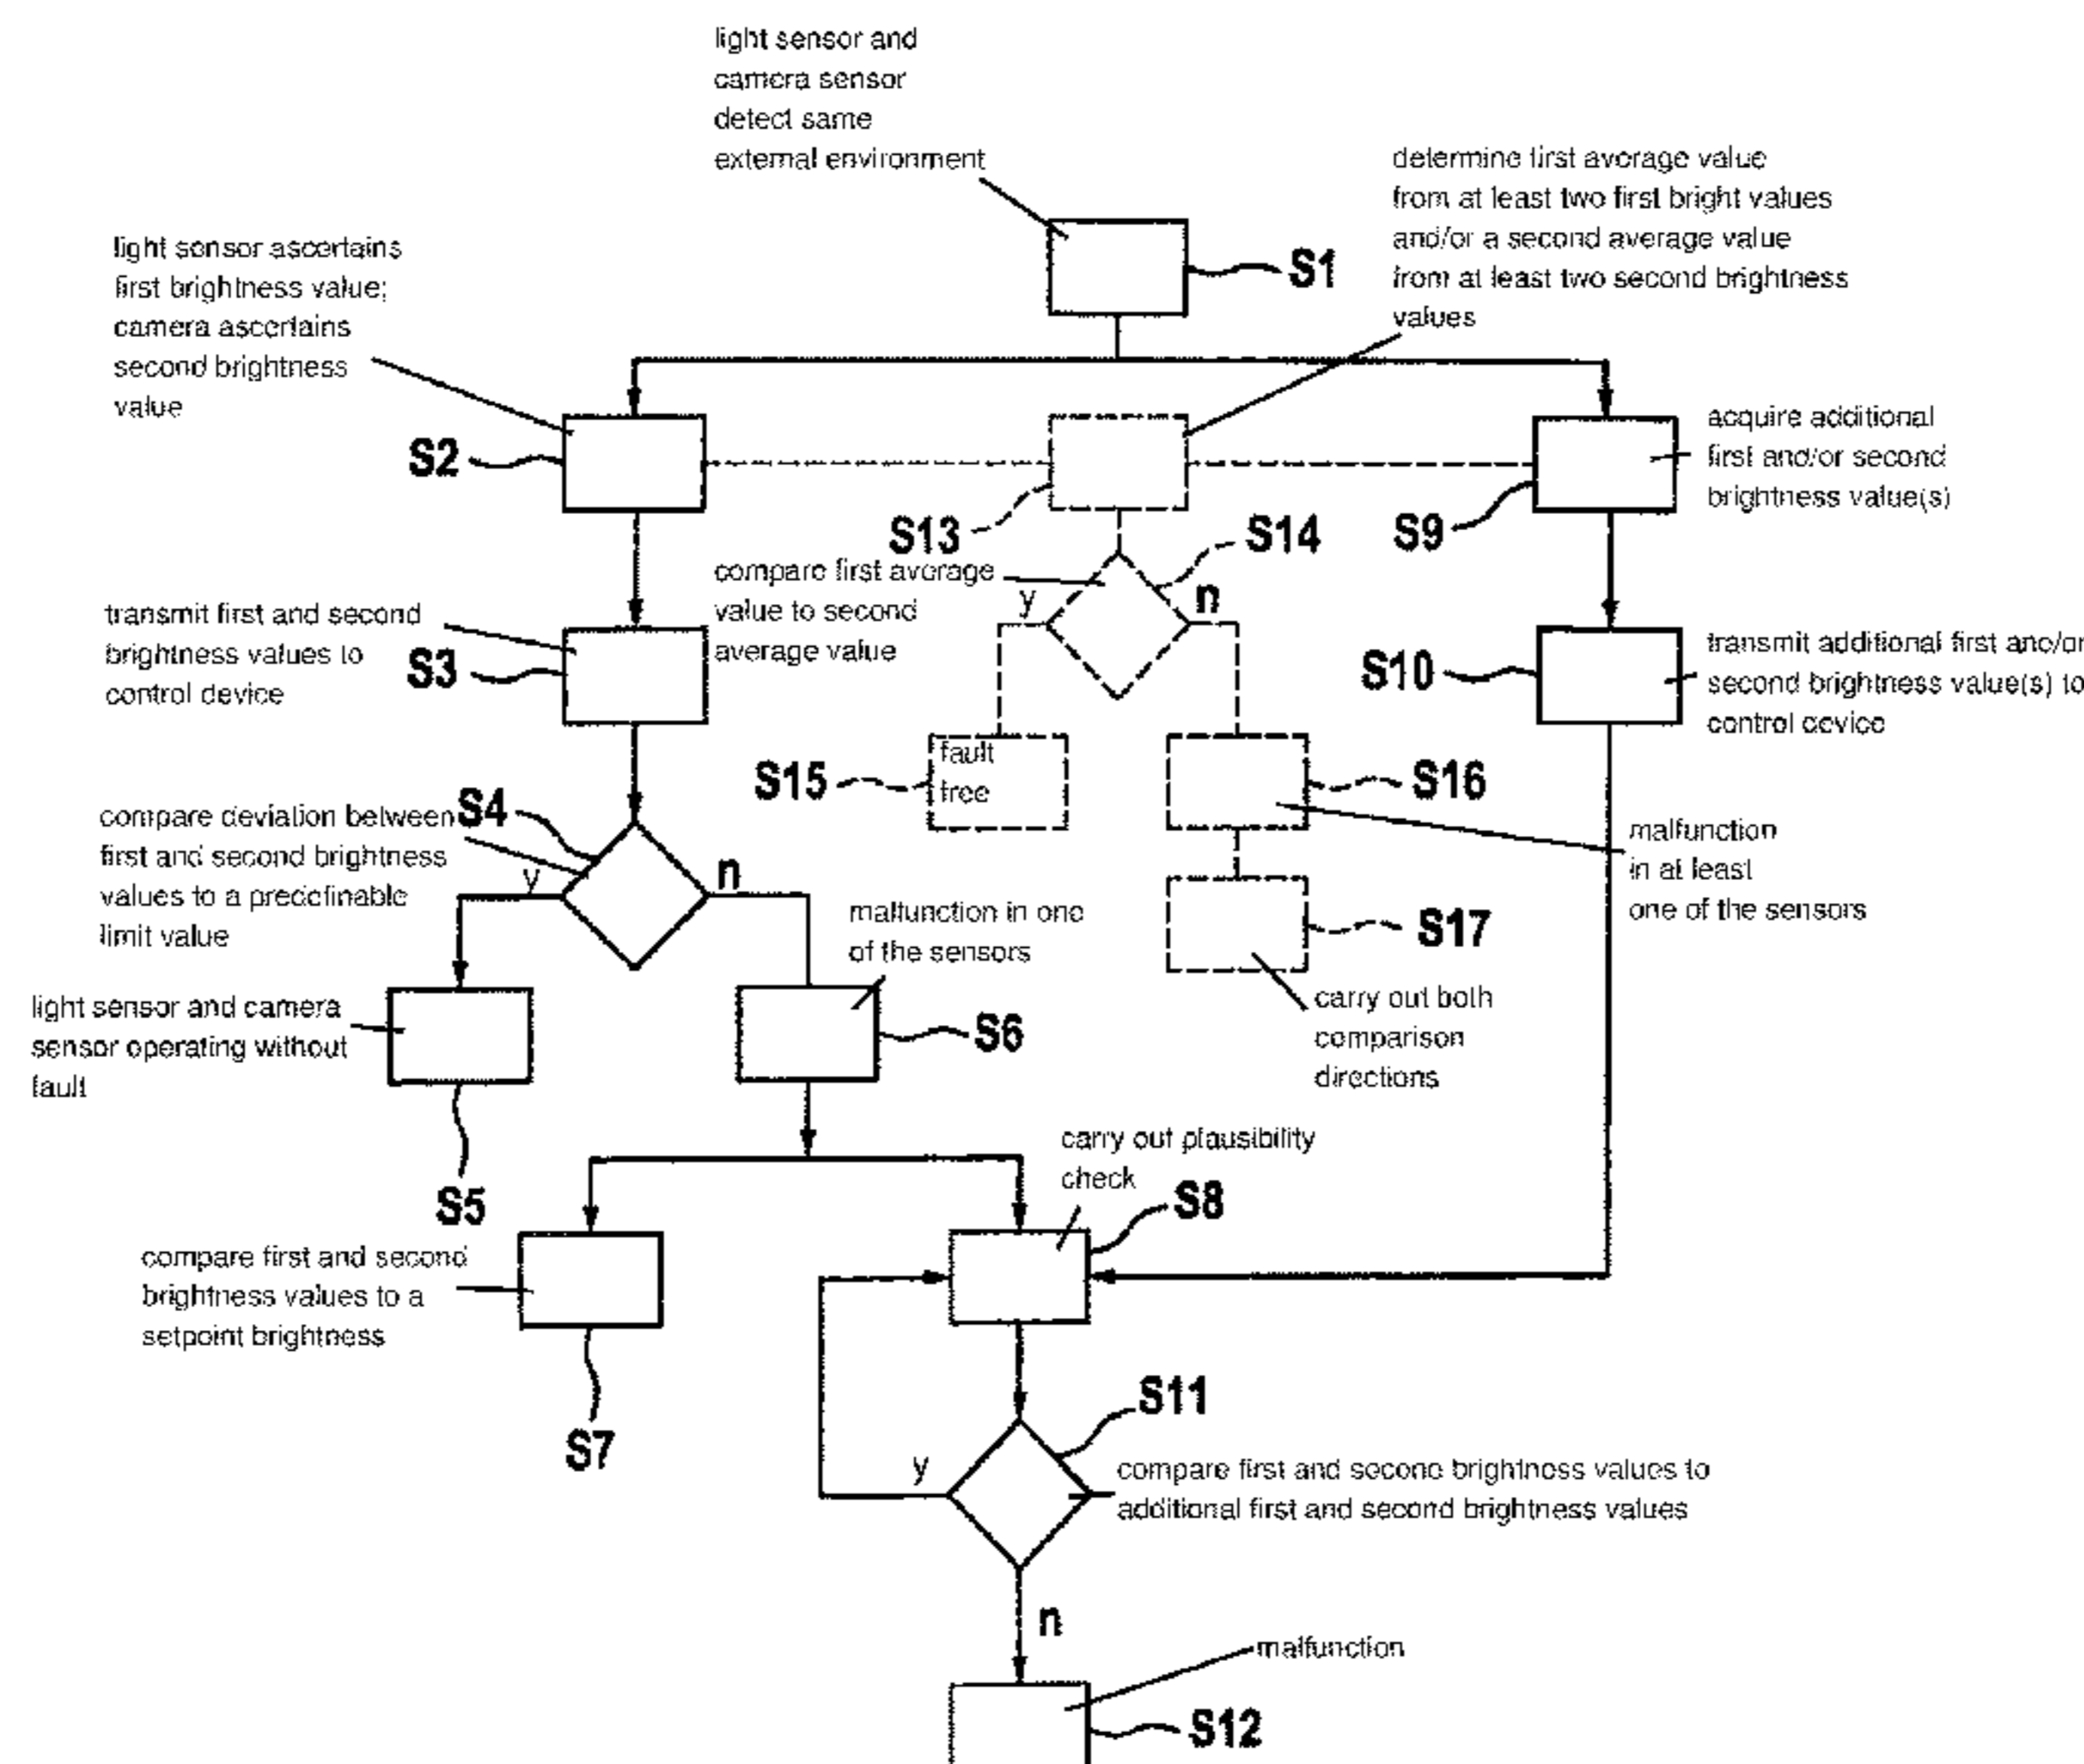 light sensor and
camera sensor
detect same
external environment
S1
determine first average value
from at least two first bright values
and/or a second average value
from at least two second brightness
values
light sensor ascertains
first brightness value;
camera ascertains
second brightness
value
S2
S13
S14
acquire additional
first and/or second
brightness value(s)
S9
compare first average
value to second
average value
y
n
transmit first and second
brightness values to
control device
S3
S10
transmit additional first and/or
second brightness value(s) to
control device
S15
fault
free
S16
malfunction
in at least
one of the sensors
S4
compare deviation between
first and second brightness
values to a predefinable
limit value
y
n
malfunction in one
of the sensors
S17
carry out both
comparison
directions
light sensor and camera
sensor operating without
fault
S5
S6
carry out plausibility
check
S8
compare first and second
brightness values to a
setpoint brightness
S7
S11
y
compare first and second brightness values to
additional first and second brightness values
n
malfunction
S12